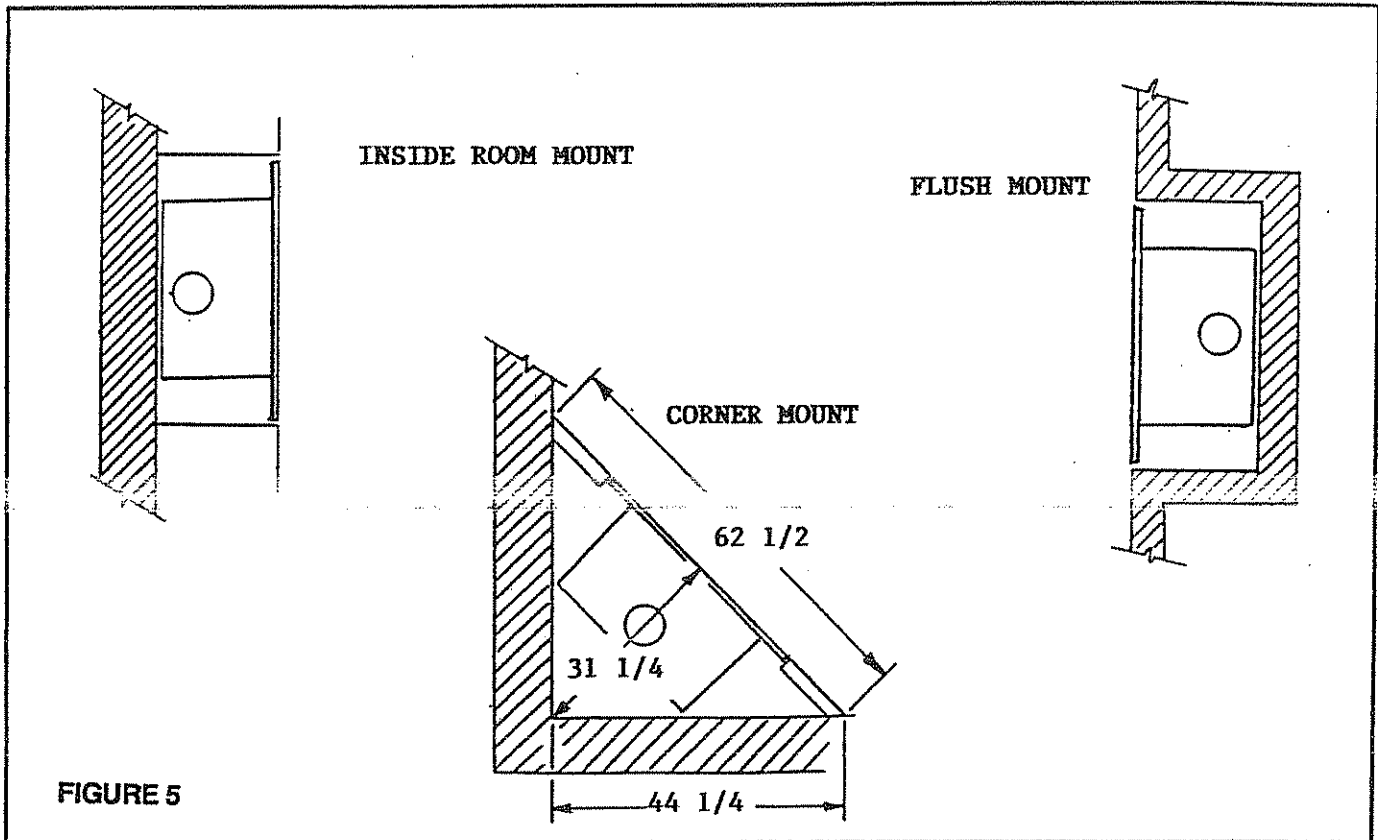 INSIDE ROOM MOUNT
FLUSH MOUNT
CORNER MOUNT
62 1/2
31 1/4
44 1/4
FIGURE 5